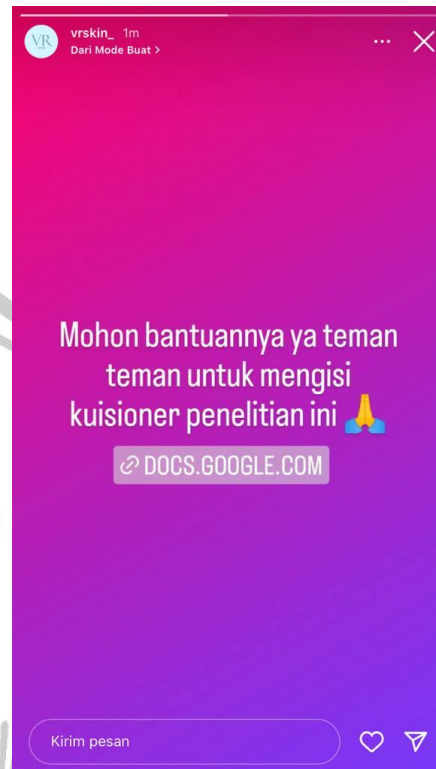 vrskin_ 1m
Dari Mode Buat >
Mohon bantuannya ya teman
teman untuk mengisi
kuisioner penelitian ini 🙏
DOCS.GOOGLE.COM
Kirim pesan